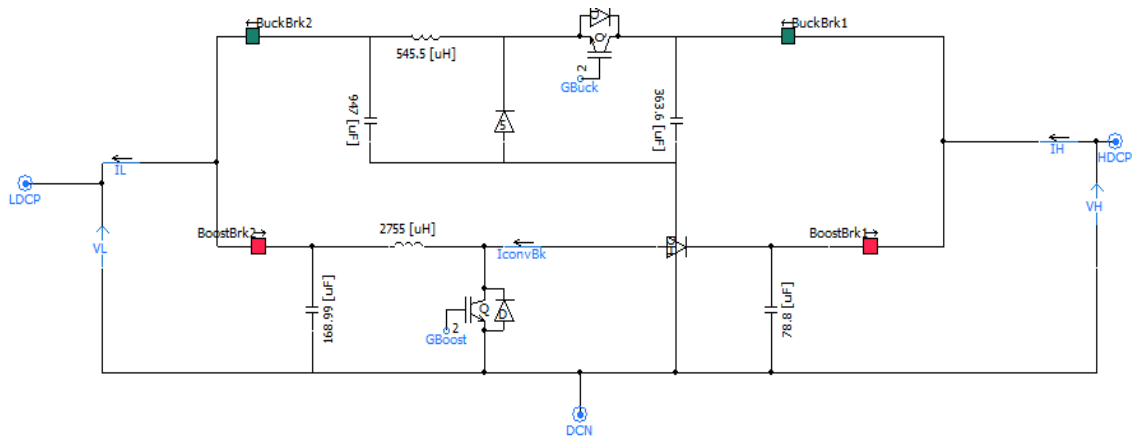 BuckBrk2
545.5 [uH]
D
Q
2
GBuck
BuckBrk1
947 [uF]
5
363.6 [uF]
IL
LDCP
VL
IH
HDCP
VH
BoostBrk2
2755 [uH]
IconvBk
BoostBrk1
168.99 [uF]
Q
D
2
GBoost
78.8 [uF]
DCN